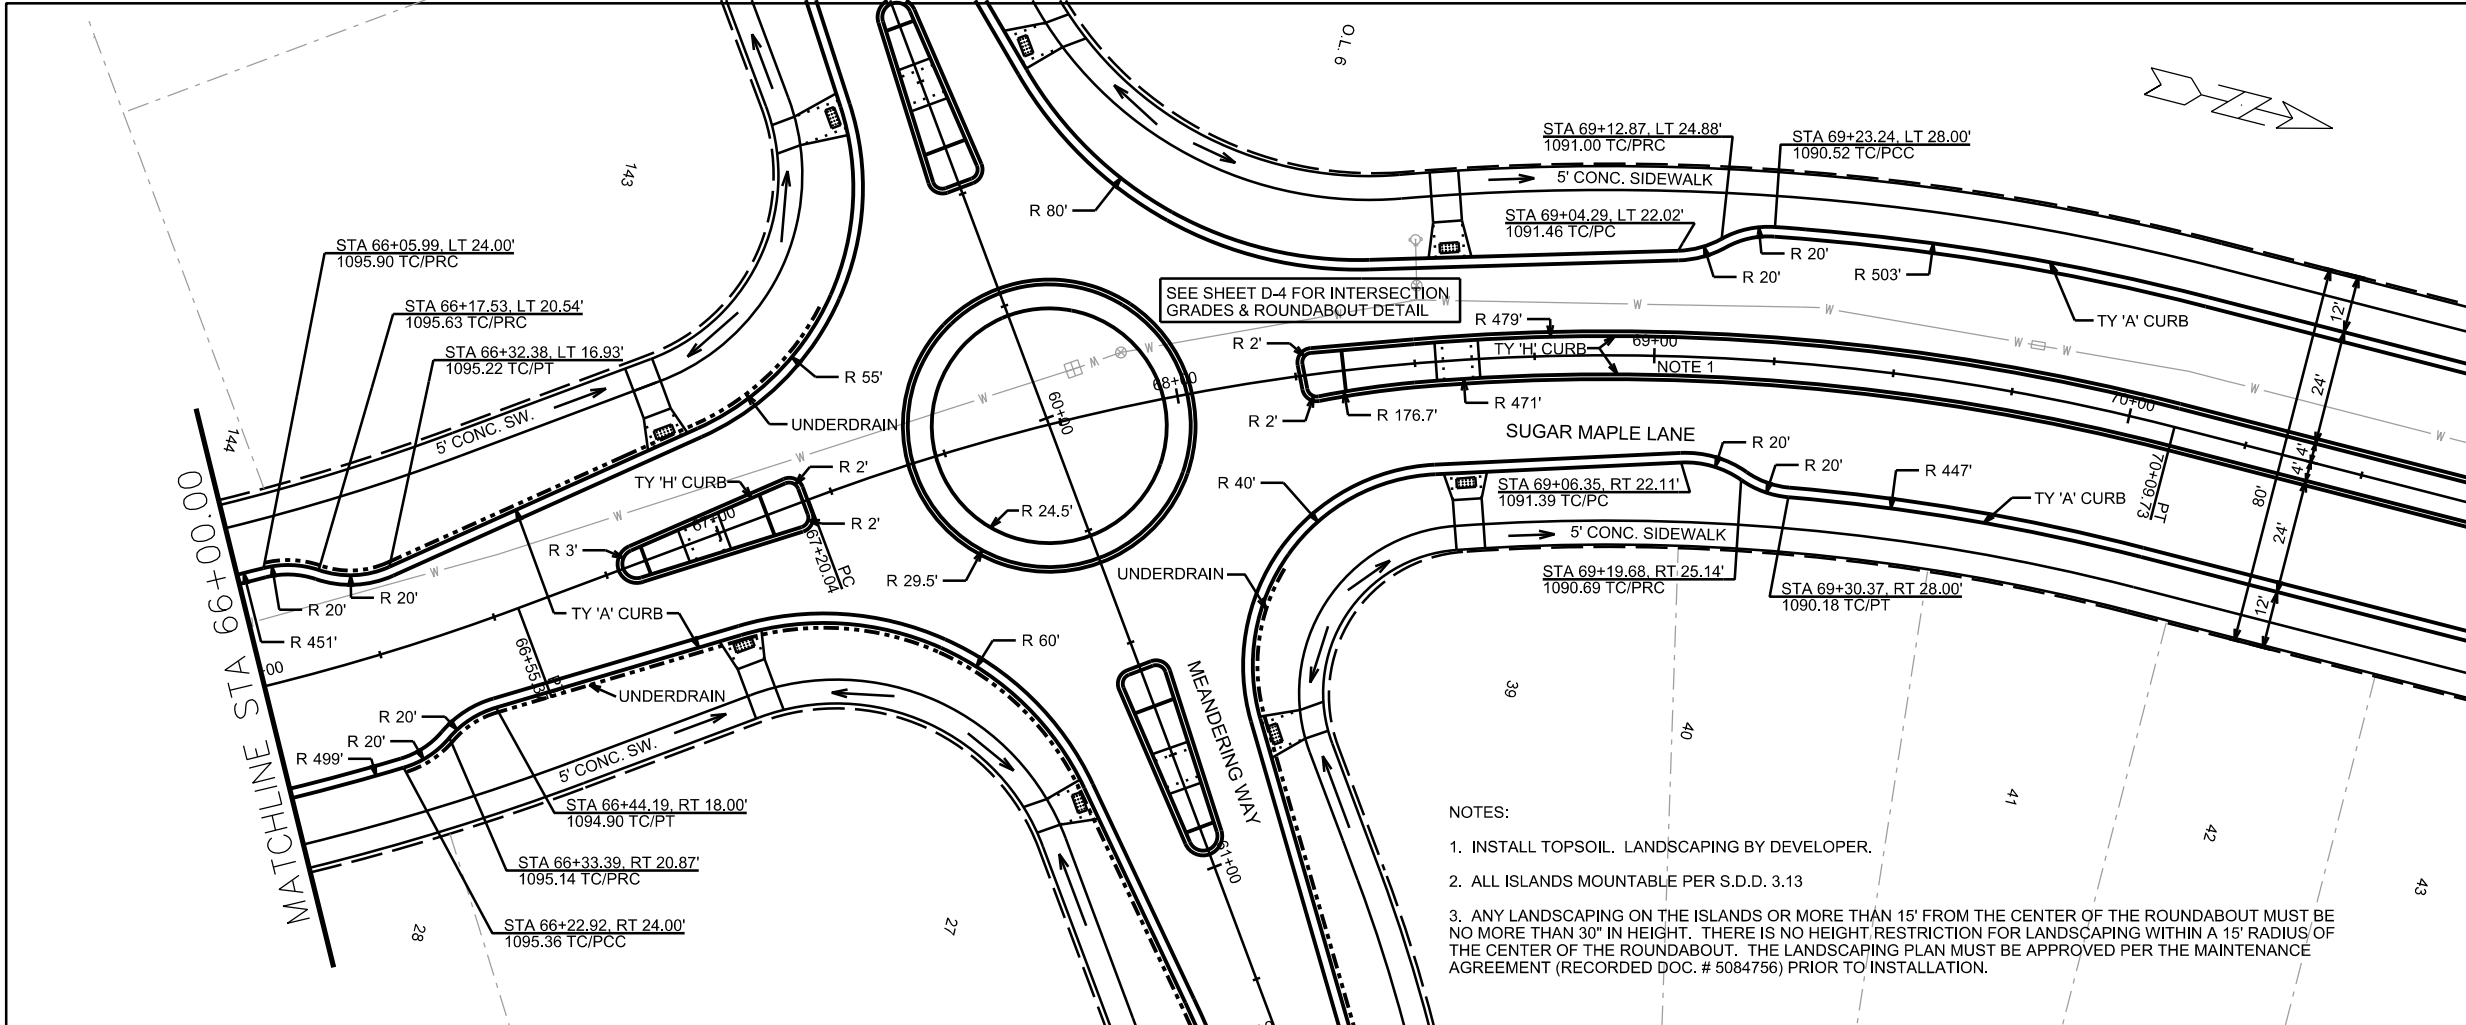 O.L. 6
143
STA 69+12.87, LT 24.88'
1091.00 TC/PRC
STA 69+23.24, LT 28.00'
1090.52 TC/PCC
5' CONC. SIDEWALK
R 80'
STA 69+04.29, LT 22.02'
1091.46 TC/PC
R 20'
R 20'
R 503'
STA 66+05.99, LT 24.00'
1095.90 TC/PRC
STA 66+17.53, LT 20.54'
1095.63 TC/PRC
STA 66+32.38, LT 16.93'
1095.22 TC/PT
SEE SHEET D-4 FOR INTERSECTION
GRADES & ROUNDABOUT DETAIL
R 479'
R 2'
TY 'H' CURB
69+00
NOTE 1
TY 'A' CURB
12'
24'
4'
4'
80'
24'
12'
R 55'
68+00
60+00
R 2'
R 176.7'
R 471'
70+00
UNDERDRAIN
5' CONC. SW.
144
SUGAR MAPLE LANE
R 20'
R 20'
R 447'
TY 'A' CURB
PT
70+09.73
MATCHLINE STA 66+00.00
TY 'H' CURB
R 2'
R 2'
67+00
R 3'
PC
67+20.04
R 24.5'
R 29.5'
R 40'
STA 69+06.35, RT 22.11'
1091.39 TC/PC
5' CONC. SIDEWALK
UNDERDRAIN
STA 69+19.68, RT 25.14'
1090.69 TC/PRC
STA 69+30.37, RT 28.00'
1090.18 TC/PT
R 20'
R 20'
R 451'
TY 'A' CURB
R 60'
UNDERDRAIN
MEANDERING WAY
R 20'
R 20'
R 499'
5' CONC. SW.
39
40
41
42
43
STA 66+44.19, RT 18.00'
1094.90 TC/PT
STA 66+33.39, RT 20.87'
1095.14 TC/PRC
STA 66+22.92, RT 24.00'
1095.36 TC/PCC
28
27
61+00
NOTES:
1. INSTALL TOPSOIL. LANDSCAPING BY DEVELOPER.
2. ALL ISLANDS MOUNTABLE PER S.D.D. 3.13
3. ANY LANDSCAPING ON THE ISLANDS OR MORE THAN 15' FROM THE CENTER OF THE ROUNDABOUT MUST BE
NO MORE THAN 30" IN HEIGHT. THERE IS NO HEIGHT RESTRICTION FOR LANDSCAPING WITHIN A 15' RADIUS OF
THE CENTER OF THE ROUNDABOUT. THE LANDSCAPING PLAN MUST BE APPROVED PER THE MAINTENANCE
AGREEMENT (RECORDED DOC. # 5084756) PRIOR TO INSTALLATION.